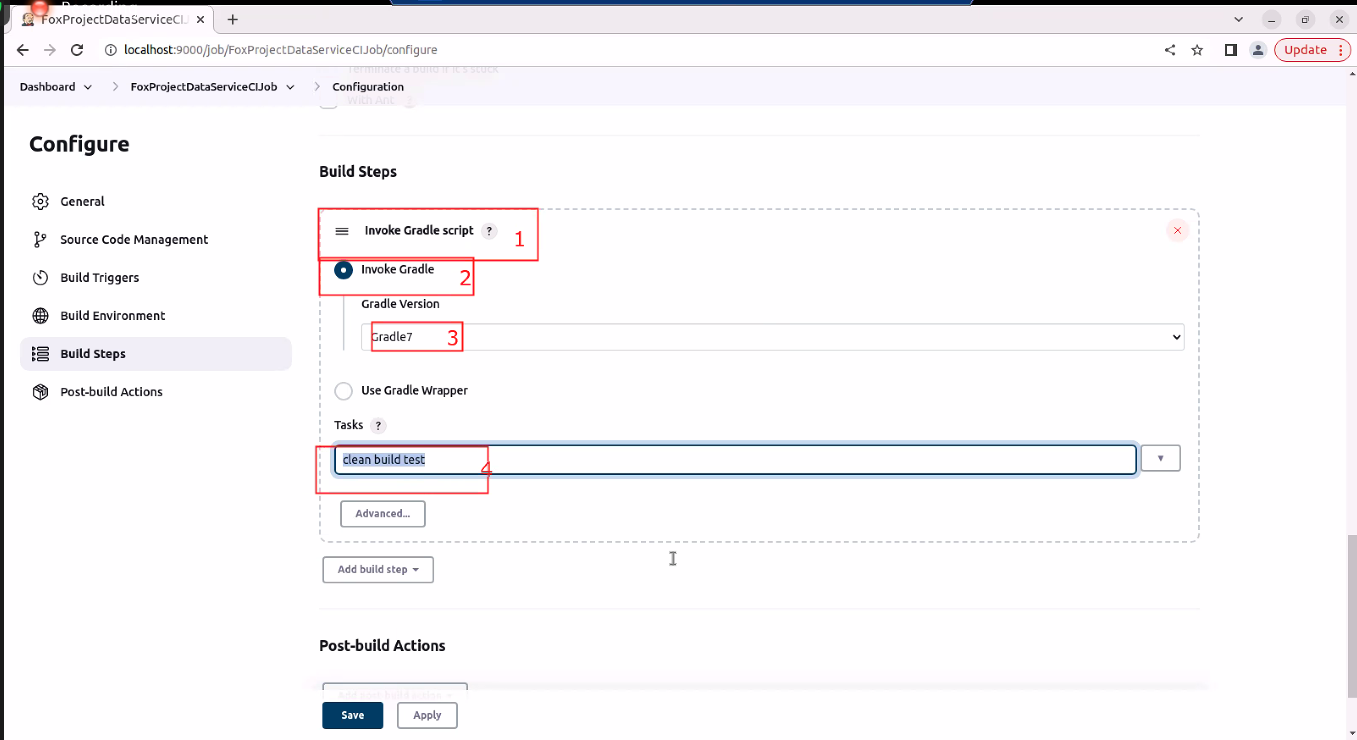 Recording
FoxProjectDataServiceCIJ
localhost:9000/job/FoxProjectDataServiceCIJob/configure
Update
Dashboard
FoxProjectDataServiceCIJob
Configuration
Terminate a build if it's stuck
With Ant ?
Configure
General
Source Code Management
Build Triggers
Build Environment
Build Steps
Post-build Actions
Build Steps
Invoke Gradle script ? 1
Invoke Gradle 2
Gradle Version
Gradle7 3
Use Gradle Wrapper
Tasks ?
clean build test 4
Advanced...
Add build step
Post-build Actions
Add post-build action
Save
Apply